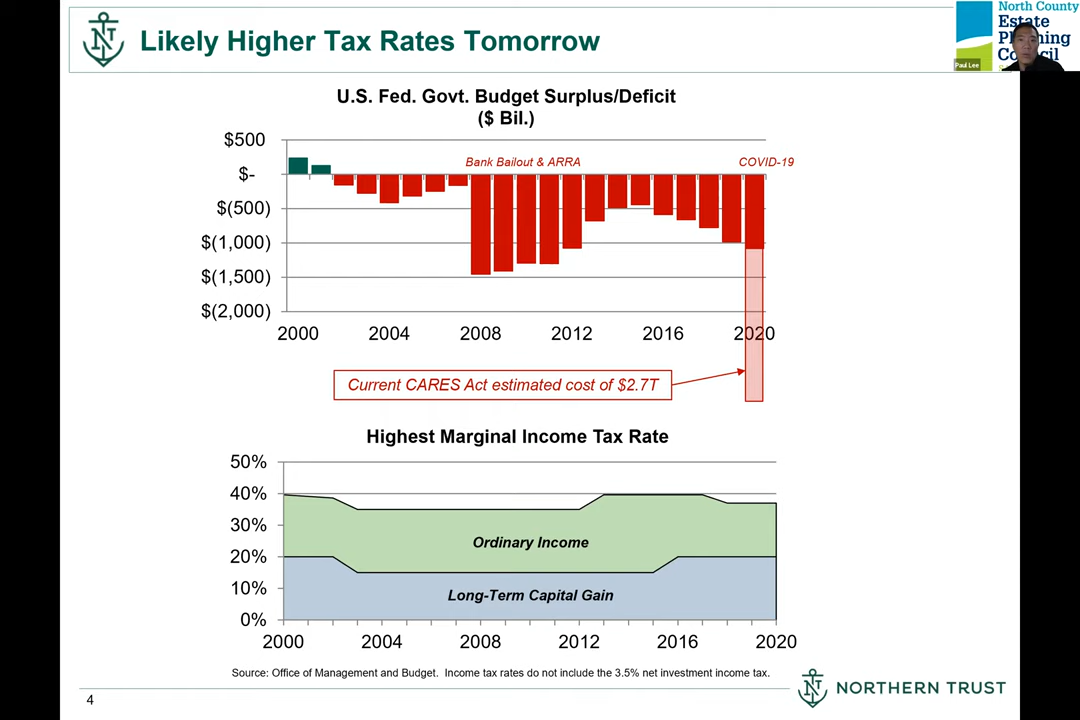 Likely Higher Tax Rates Tomorrow
North County
Estate
Planning
Council
Paul Lee
U.S. Fed. Govt. Budget Surplus/Deficit
($ Bil.)
$500
$-
$(500)
$(1,000)
$(1,500)
$(2,000)
Bank Bailout & ARRA
COVID-19
2000 2004 2008 2012 2016 2020
Current CARES Act estimated cost of $2.7T
Highest Marginal Income Tax Rate
50%
40%
30%
20%
10%
0%
Ordinary Income
Long-Term Capital Gain
2000 2004 2008 2012 2016 2020
Source: Office of Management and Budget. Income tax rates do not include the 3.5% net investment income tax.
4
NORTHERN TRUST